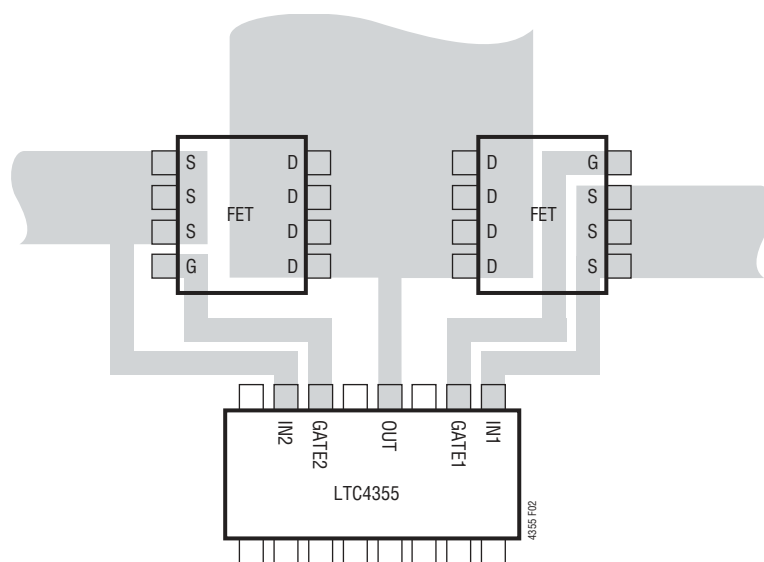 S D D G
S D D S
FET FET
S D D S
G D D S
IN2 GATE2 OUT GATE1 IN1
LTC4355
4355 F02